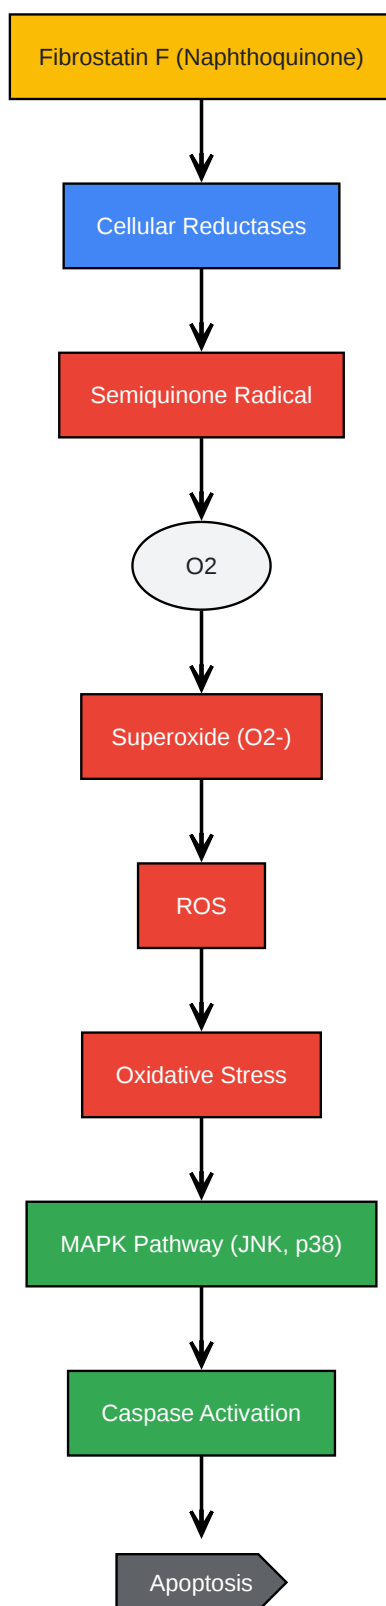 Fibrostatin F (Naphthoquinone)
Cellular Reductases
Semiquinone Radical
O2
Superoxide (O2-)
ROS
Oxidative Stress
MAPK Pathway (JNK, p38)
Caspase Activation
Apoptosis